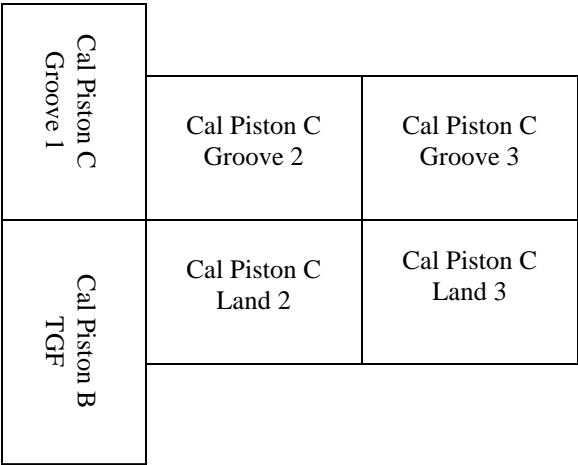 Cal Piston C
Groove 1
Cal Piston C
Groove 2
Cal Piston C
Groove 3
Cal Piston B
TGF
Cal Piston C
Land 2
Cal Piston C
Land 3